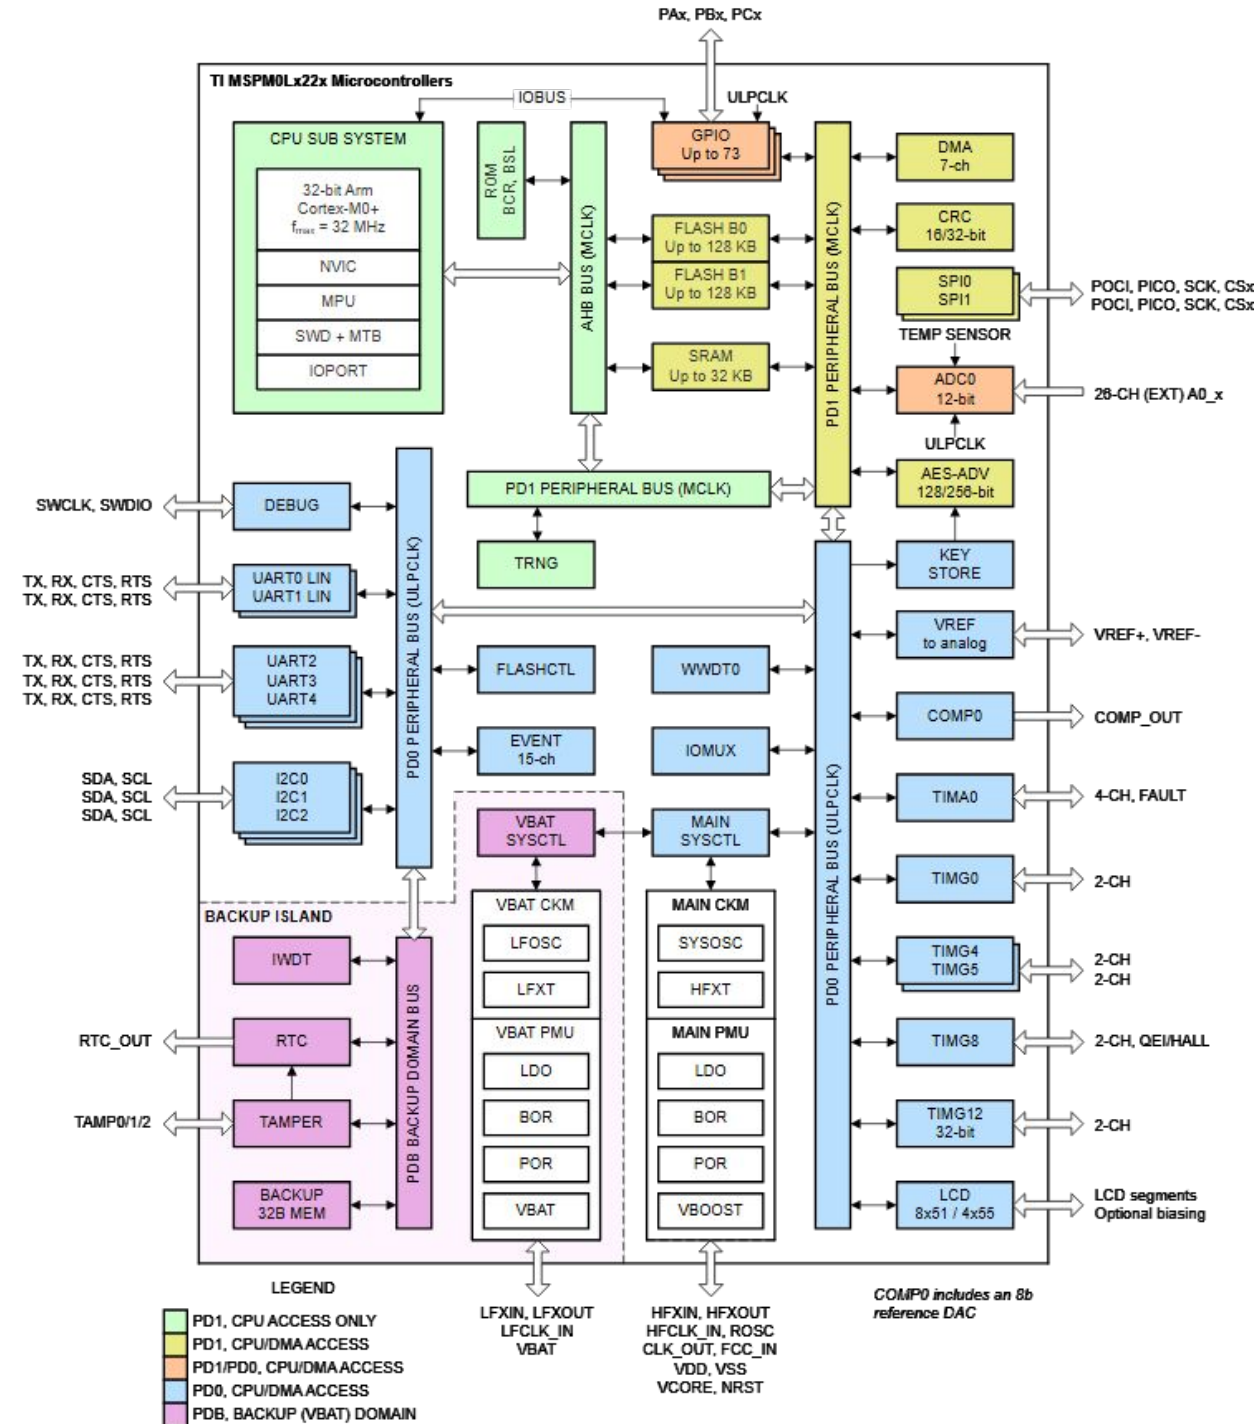 PAx, PBx, PCx
TI MSPM0Lx22x Microcontrollers
IOBUS
ULPCLK
CPU SUB SYSTEM
32-bit Arm
Cortex-M0+
fmax = 32 MHz
NVIC
MPU
SWD + MTB
IOPORT
ROM
BCR, BSL
AHB BUS (MCLK)
GPIO
Up to 73
FLASH B0
Up to 128 KB
FLASH B1
Up to 128 KB
SRAM
Up to 32 KB
PD1 PERIPHERAL BUS (MCLK)
DMA
7-ch
CRC
16/32-bit
SPI0
SPI1
POCI, PICO, SCK, CSx
POCI, PICO, SCK, CSx
TEMP SENSOR
ADC0
12-bit
26-CH (EXT) A0_x
ULPCLK
AES-ADV
128/256-bit
PD1 PERIPHERAL BUS (MCLK)
TRNG
KEY
STORE
SWCLK, SWDIO
DEBUG
TX, RX, CTS, RTS
TX, RX, CTS, RTS
UART0 LIN
UART1 LIN
TX, RX, CTS, RTS
TX, RX, CTS, RTS
TX, RX, CTS, RTS
UART2
UART3
UART4
SDA, SCL
SDA, SCL
SDA, SCL
I2C0
I2C1
I2C2
PD0 PERIPHERAL BUS (ULPCLK)
FLASHCTL
EVENT
15-ch
WWDT0
IOMUX
VBAT
SYSCTL
MAIN
SYSCTL
PD0 PERIPHERAL BUS (ULPCLK)
VREF
to analog
VREF+, VREF-
COMP0
COMP_OUT
TIMA0
4-CH, FAULT
TIMG0
2-CH
TIMG4
TIMG5
2-CH
2-CH
TIMG8
2-CH, QEI/HALL
TIMG12
32-bit
2-CH
LCD
8x51 / 4x55
LCD segments
Optional biasing
BACKUP ISLAND
IWDT
RTC_OUT
RTC
TAMP0/1/2
TAMPER
BACKUP
32B MEM
PDB BACKUP DOMAIN BUS
VBAT CKM
LFOSC
LFXT
VBAT PMU
LDO
BOR
POR
VBAT
MAIN CKM
SYSOSC
HFXT
MAIN PMU
LDO
BOR
POR
VBOOST
LFXIN, LFXOUT
LFCLK_IN
VBAT
HFXIN, HFXOUT
HFCLK_IN, ROSC
CLK_OUT, FCC_IN
VDD, VSS
VCORE, NRST
COMP0 includes an 8b
reference DAC
LEGEND
PD1, CPU ACCESS ONLY
PD1, CPU/DMA ACCESS
PD1/PD0, CPU/DMA ACCESS
PD0, CPU/DMA ACCESS
PDB, BACKUP (VBAT) DOMAIN